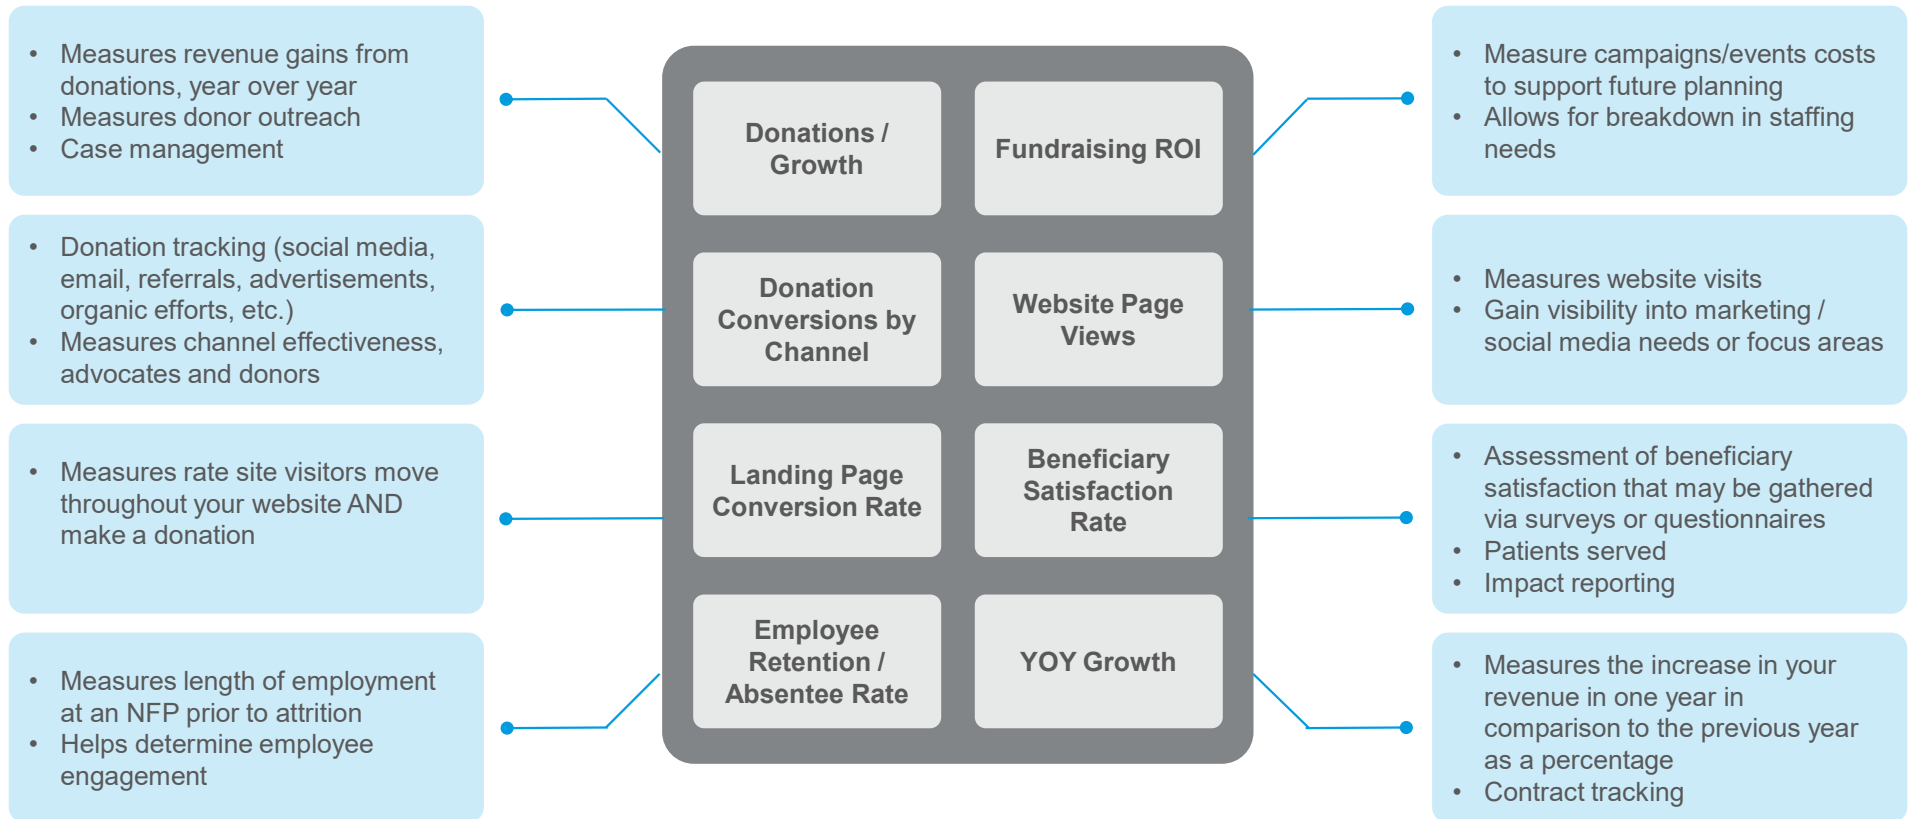 • Measures revenue gains from
donations, year over year
• Measures donor outreach
• Case management
Donations /
Growth
Fundraising ROI
• Measure campaigns/events costs
to support future planning
• Allows for breakdown in staffing
needs
• Donation tracking (social media,
email, referrals, advertisements,
organic efforts, etc.)
• Measures channel effectiveness,
advocates and donors
Donation
Conversions by
Channel
Website Page
Views
• Measures website visits
• Gain visibility into marketing /
social media needs or focus areas
• Measures rate site visitors move
throughout your website AND
make a donation
Landing Page
Conversion Rate
Beneficiary
Satisfaction
Rate
• Assessment of beneficiary
satisfaction that may be gathered
via surveys or questionnaires
• Patients served
• Impact reporting
• Measures length of employment
at an NFP prior to attrition
• Helps determine employee
engagement
Employee
Retention /
Absentee Rate
YOY Growth
• Measures the increase in your
revenue in one year in
comparison to the previous year
as a percentage
• Contract tracking